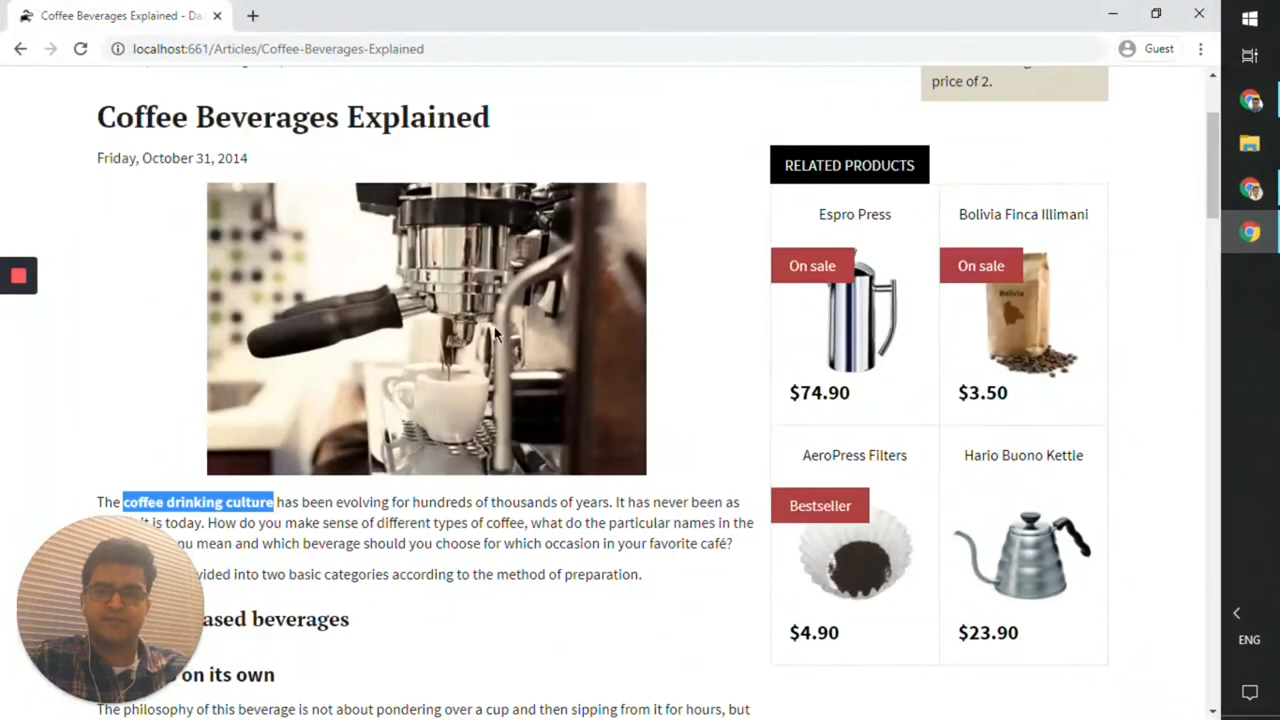 Coffee Beverages Explained - Da
localhost:661/Articles/Coffee-Beverages-Explained
Guest
price of 2.
Coffee Beverages Explained
Friday, October 31, 2014
RELATED PRODUCTS
Espro Press
On sale
$74.90
Bolivia Finca Illimani
On sale
Bolivia
$3.50
AeroPress Filters
Bestseller
$4.90
Hario Buono Kettle
$23.90
The coffee drinking culture has been evolving for hundreds of thousands of years. It has never been as
it is today. How do you make sense of different types of coffee, what do the particular names in the
nu mean and which beverage should you choose for which occasion in your favorite café?
vided into two basic categories according to the method of preparation.
ased beverages
on its own
The philosophy of this beverage is not about pondering over a cup and then sipping from it for hours, but
ENG